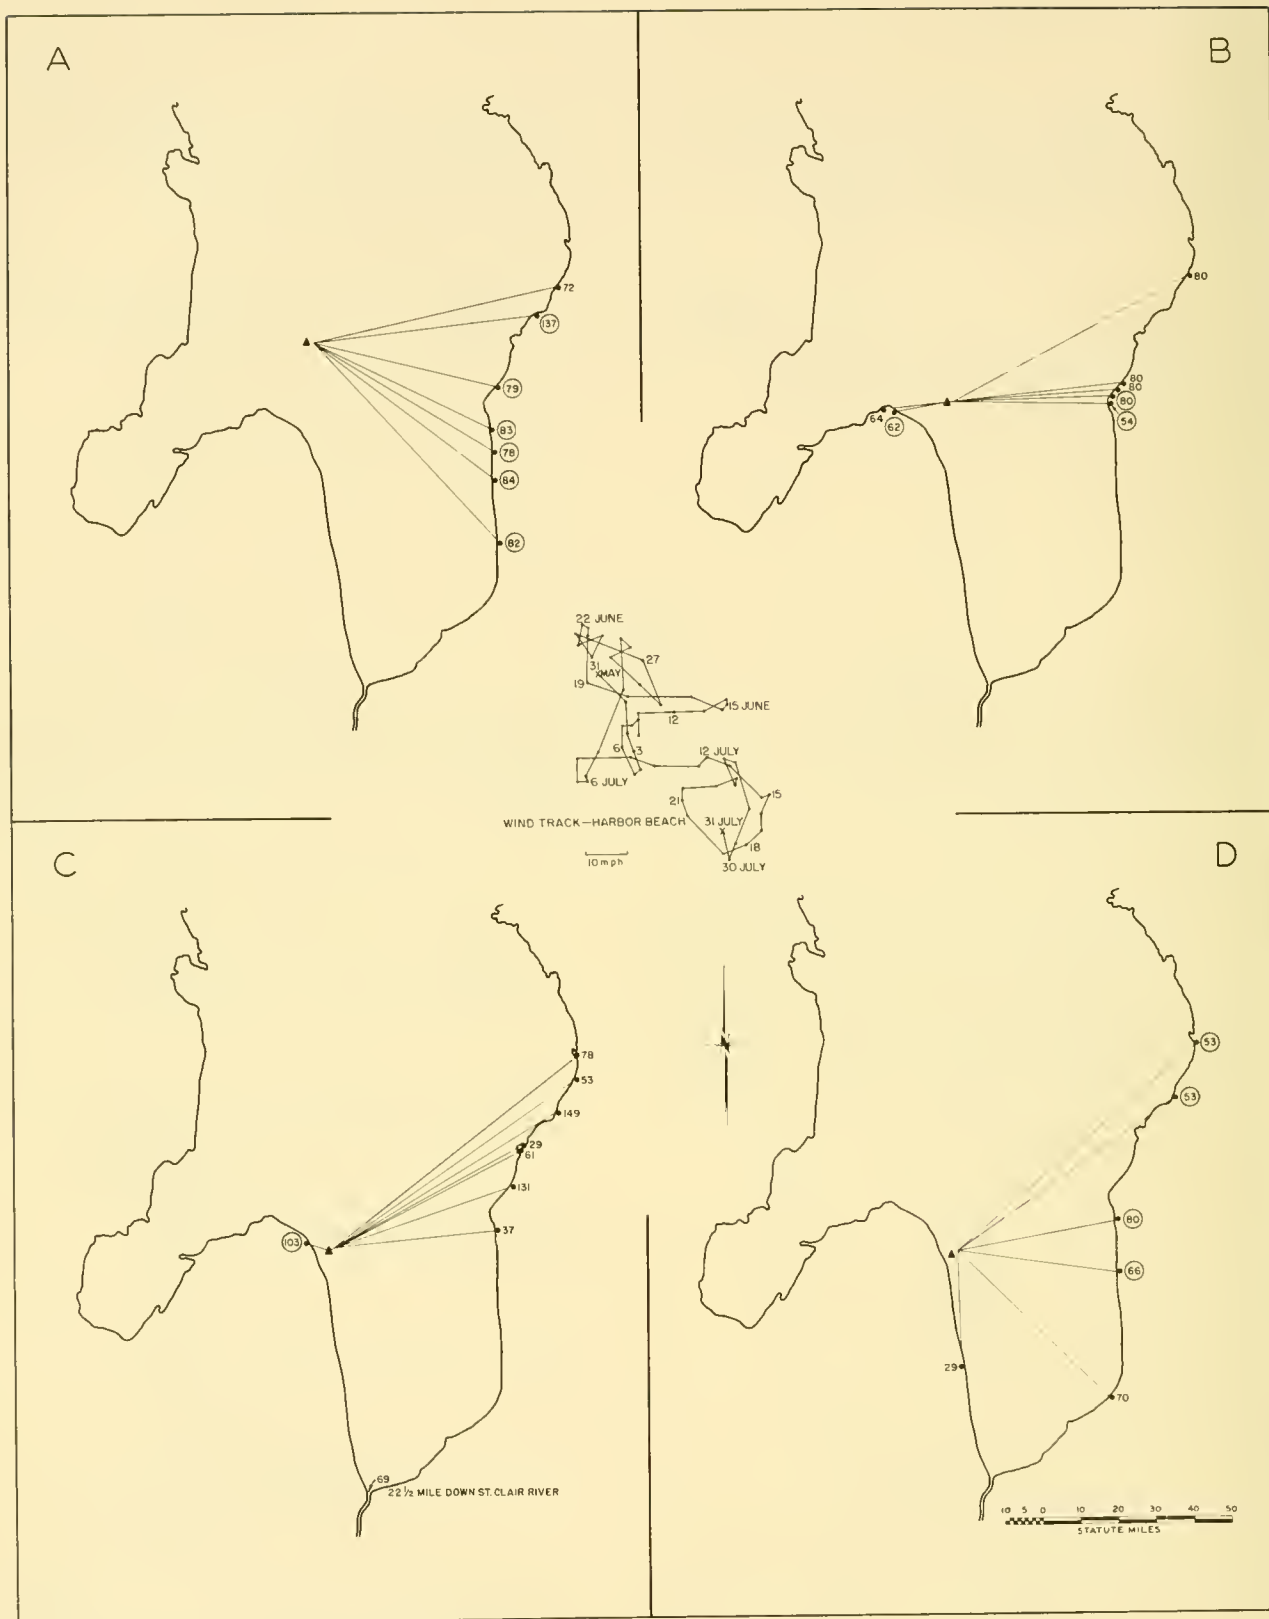 A
72
137
79
83
78
84
82
B
80
80
80
80
54
64
62
22 JUNE
27
31
MAY
19
15 JUNE
12
6
3
12 JULY
6 JULY
15
21
WIND TRACK—HARBOR BEACH
31 JULY
18
10 mph
30 JULY
C
78
53
149
29
61
131
37
103
69
22 1/2 MILE DOWN ST. CLAIR RIVER
D
53
53
80
66
29
70
10 5 0 10 20 30 40 50
STATUTE MILES